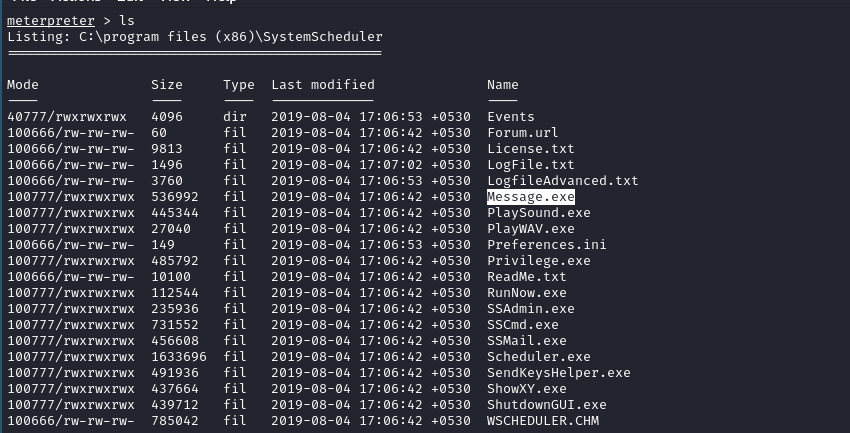 meterpreter > ls
Listing: C:\program files (x86)\SystemScheduler
===============================================
Mode Size Type Last modified Name
---- ---- ---- ------------- ----
40777/rwxrwxrwx 4096 dir 2019-08-04 17:06:53 +0530 Events
100666/rw-rw-rw- 60 fil 2019-08-04 17:06:42 +0530 Forum.url
100666/rw-rw-rw- 9813 fil 2019-08-04 17:06:42 +0530 License.txt
100666/rw-rw-rw- 1496 fil 2019-08-04 17:07:02 +0530 LogFile.txt
100666/rw-rw-rw- 3760 fil 2019-08-04 17:06:53 +0530 LogfileAdvanced.txt
100777/rwxrwxrwx 536992 fil 2019-08-04 17:06:42 +0530 Message.exe
100777/rwxrwxrwx 445344 fil 2019-08-04 17:06:42 +0530 PlaySound.exe
100777/rwxrwxrwx 27040 fil 2019-08-04 17:06:42 +0530 PlayWAV.exe
100666/rw-rw-rw- 149 fil 2019-08-04 17:06:53 +0530 Preferences.ini
100777/rwxrwxrwx 485792 fil 2019-08-04 17:06:42 +0530 Privilege.exe
100666/rw-rw-rw- 10100 fil 2019-08-04 17:06:42 +0530 ReadMe.txt
100777/rwxrwxrwx 112544 fil 2019-08-04 17:06:42 +0530 RunNow.exe
100777/rwxrwxrwx 235936 fil 2019-08-04 17:06:42 +0530 SSAdmin.exe
100777/rwxrwxrwx 731552 fil 2019-08-04 17:06:42 +0530 SSCmd.exe
100777/rwxrwxrwx 456608 fil 2019-08-04 17:06:42 +0530 SSMail.exe
100777/rwxrwxrwx 1633696 fil 2019-08-04 17:06:42 +0530 Scheduler.exe
100777/rwxrwxrwx 491936 fil 2019-08-04 17:06:42 +0530 SendKeysHelper.exe
100777/rwxrwxrwx 437664 fil 2019-08-04 17:06:42 +0530 ShowXY.exe
100777/rwxrwxrwx 439712 fil 2019-08-04 17:06:42 +0530 ShutdownGUI.exe
100666/rw-rw-rw- 785042 fil 2019-08-04 17:06:42 +0530 WSCHEDULER.CHM